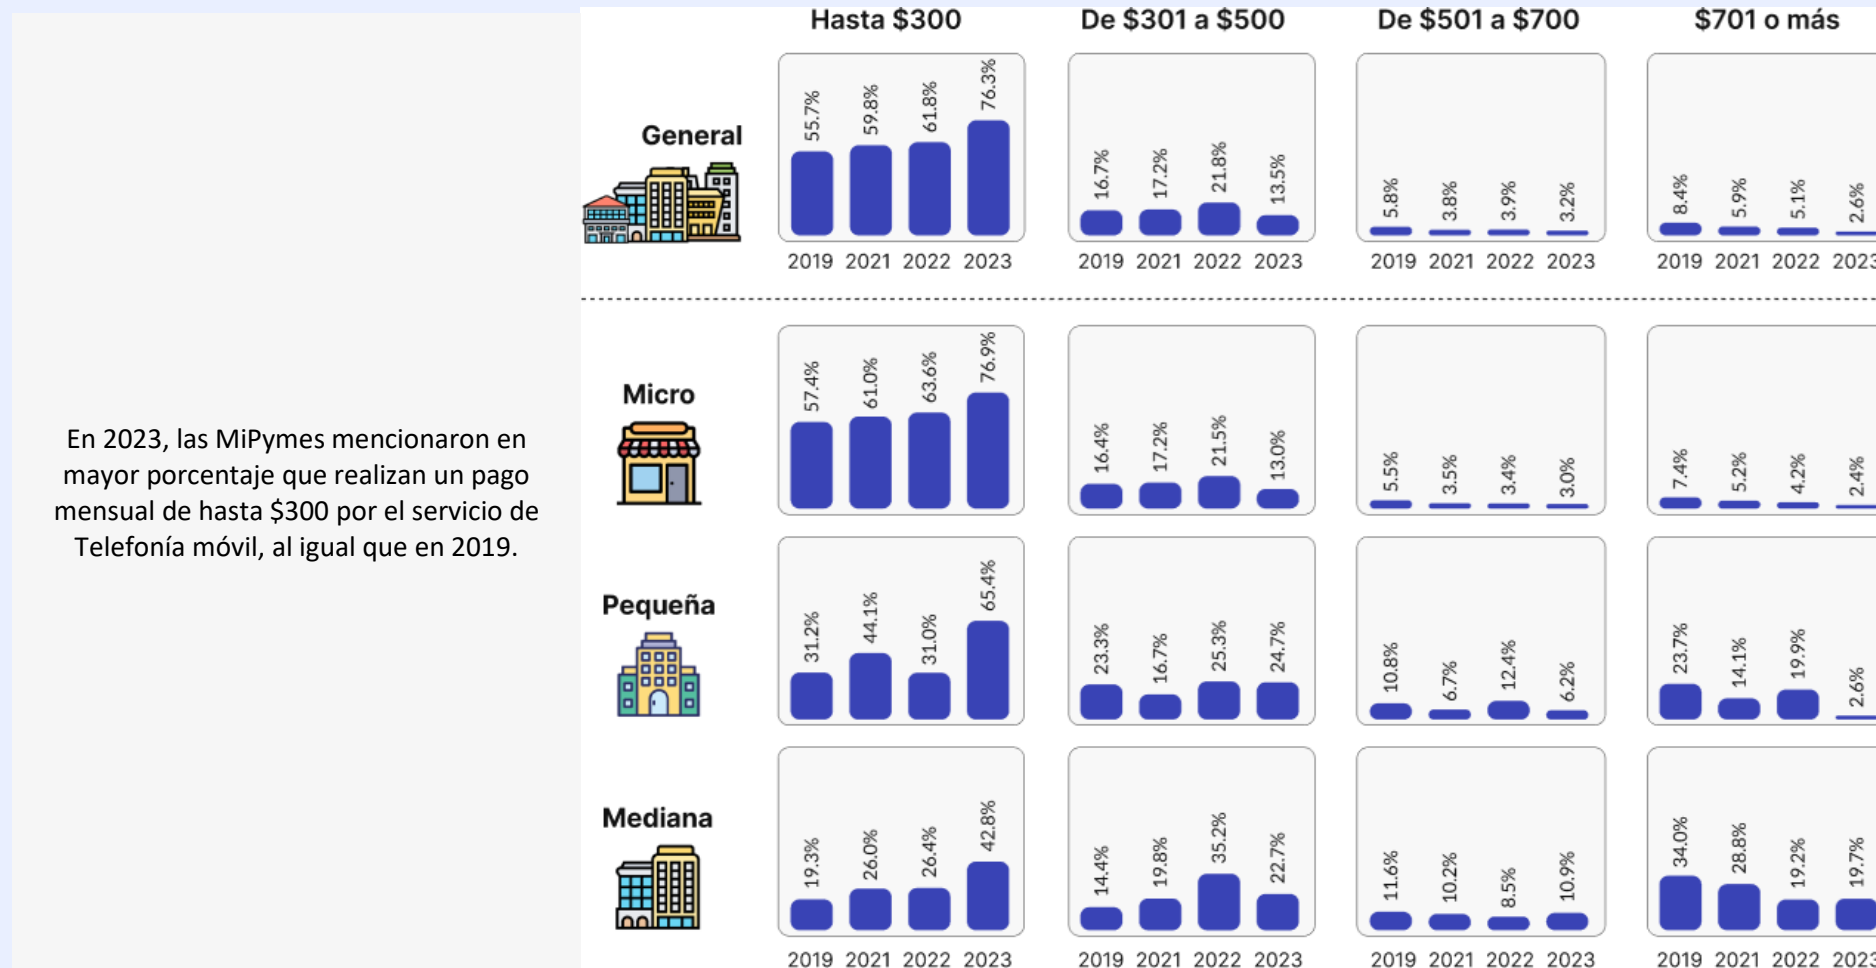 En 2023, las MiPymes mencionaron en
mayor porcentaje que realizan un pago
mensual de hasta $300 por el servicio de
Telefonía móvil, al igual que en 2019.
Hasta $300 De $301 a $500 De $501 a $700 $701 o más
General
55.7% 59.8% 61.8% 76.3% 16.7% 17.2% 21.8% 13.5% 5.8% 3.8% 3.9% 3.2% 8.4% 5.9% 5.1% 2.6%
2019 2021 2022 2023 2019 2021 2022 2023 2019 2021 2022 2023 2019 2021 2022 2023
Micro
57.4% 61.0% 63.6% 76.9% 16.4% 17.2% 21.5% 13.0% 5.5% 3.5% 3.4% 3.0% 7.4% 5.2% 4.2% 2.4%
Pequeña
31.2% 44.1% 31.0% 65.4% 23.3% 16.7% 25.3% 24.7% 10.8% 6.7% 12.4% 6.2% 23.7% 14.1% 19.9% 2.6%
Mediana
19.3% 26.0% 26.4% 42.8% 14.4% 19.8% 35.2% 22.7% 11.6% 10.2% 8.5% 10.9% 34.0% 28.8% 19.2% 19.7%
2019 2021 2022 2023 2019 2021 2022 2023 2019 2021 2022 2023 2019 2021 2022 2023